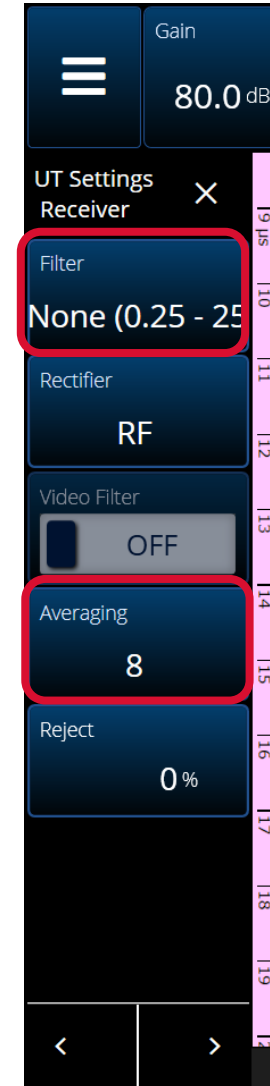 Gain
80.0 dB
UT Settings
Receiver
×
Filter
None (0.25 - 25
Rectifier
RF
Video Filter
OFF
Averaging
8
Reject
0 %
9 µs
10
11
12
13
14
15
16
17
18
19
<
>